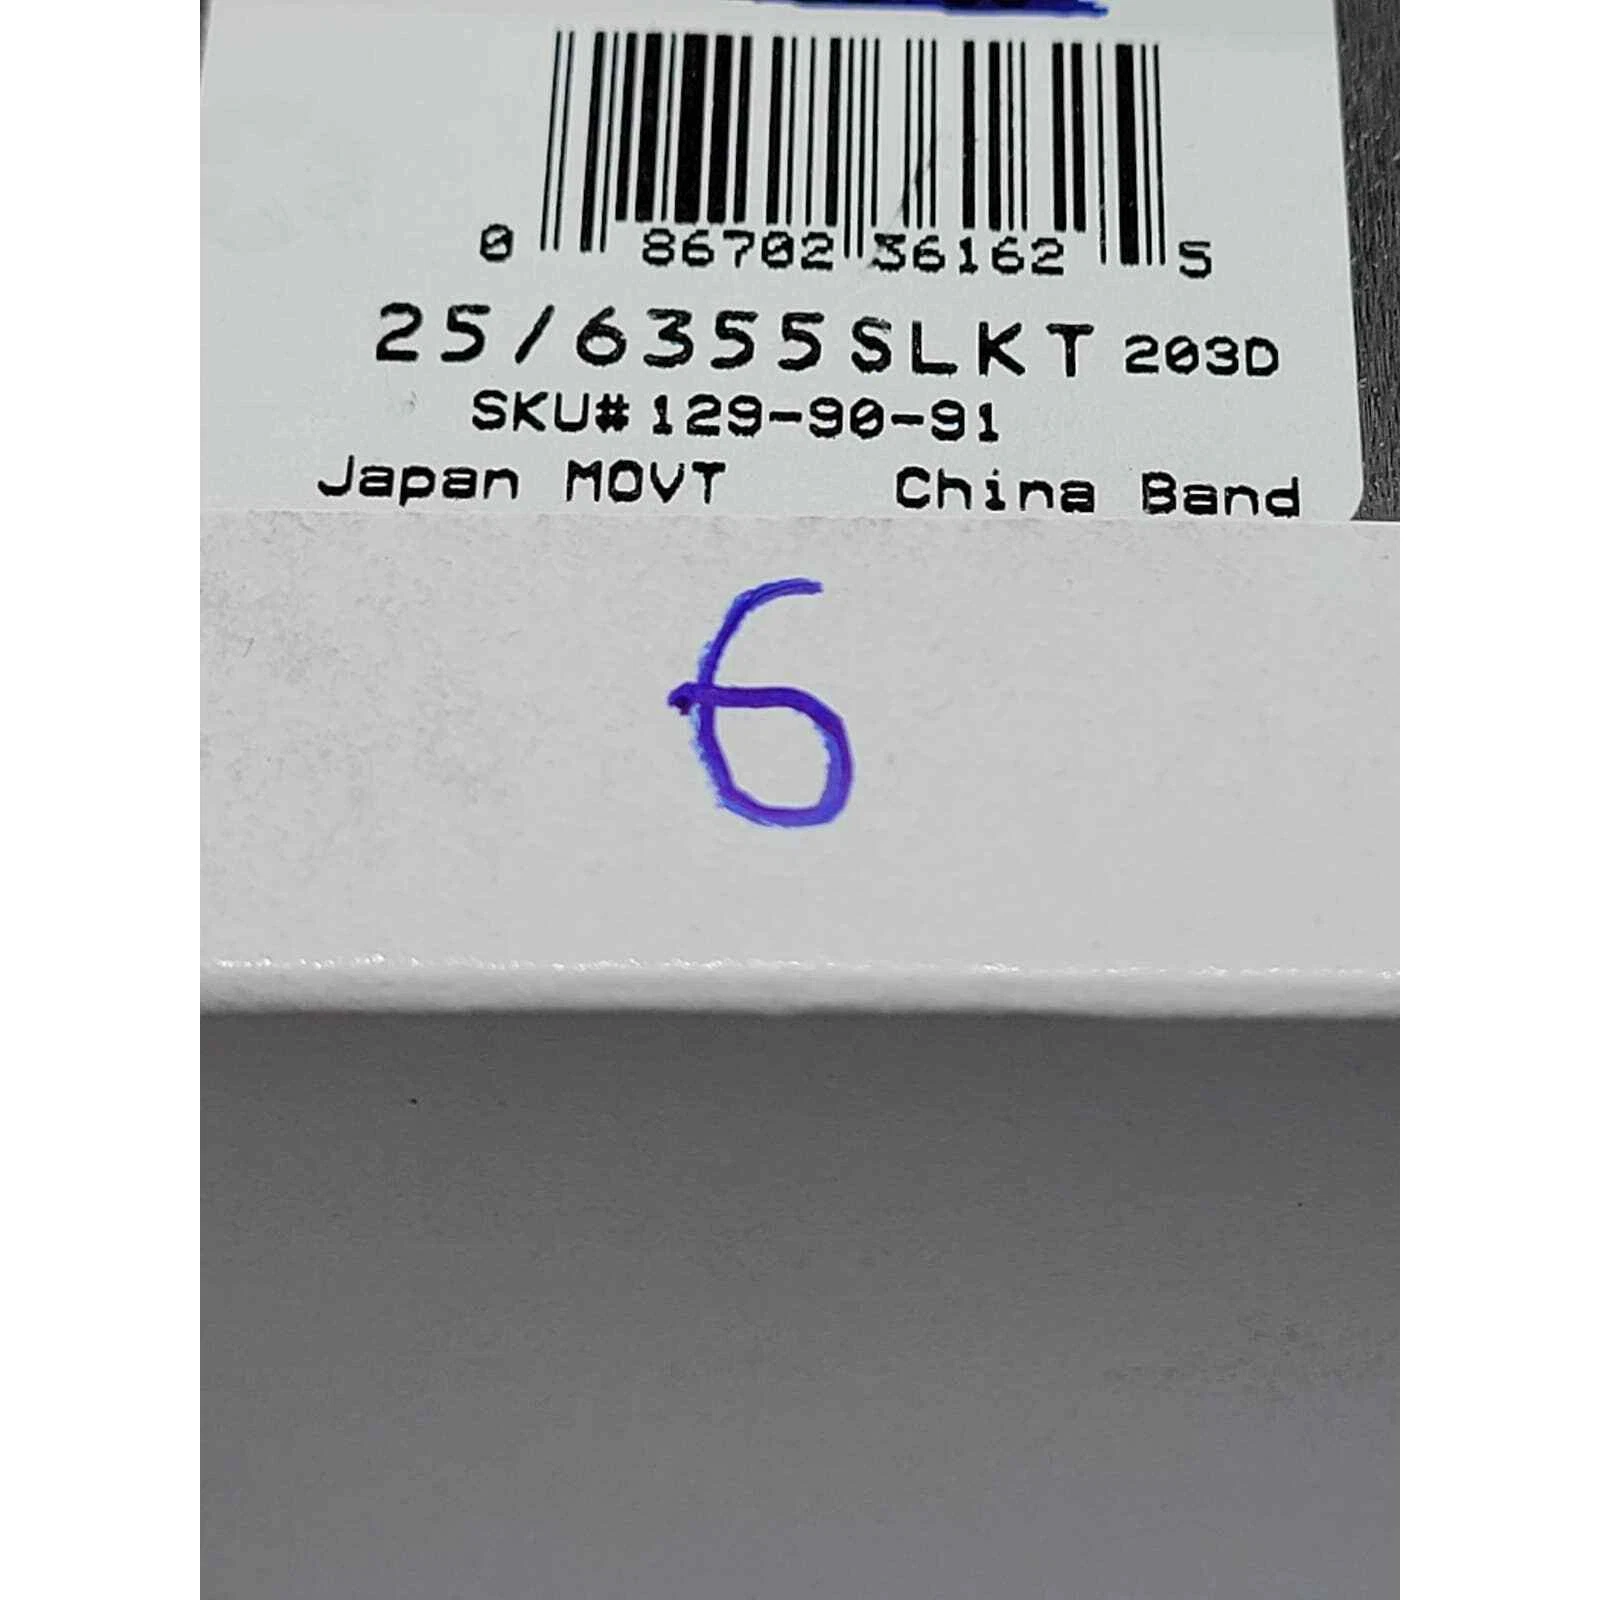 0 86702 36162 5
25/6355SLKT 203D
SKU# 129-90-91
Japan MOVT China Band
6